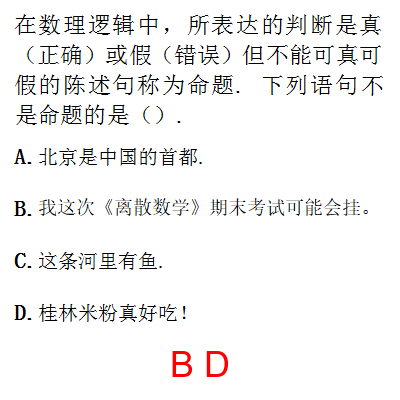 在数理逻辑中，所表达的判断是真
（正确）或假（错误）但不能可真可
假的陈述句称为命题. 下列语句不
是命题的是（）.
A. 北京是中国的首都.
B. 我这次《离散数学》期末考试可能会挂。
C. 这条河里有鱼.
D. 桂林米粉真好吃！
B D